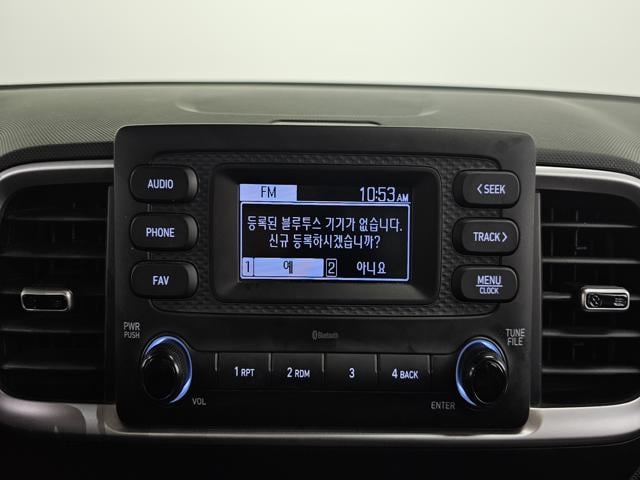 AUDIO
PHONE
FAV
FM 10:53 AM
등록된 블루투스 기기가 없습니다.
신규 등록하시겠습니까?
1 예 2 아니요
< SEEK
TRACK >
MENU
CLOCK
PWR
PUSH
VOL
Bluetooth
1 RPT
2 RDM
3
4 BACK
TUNE
FILE
ENTER